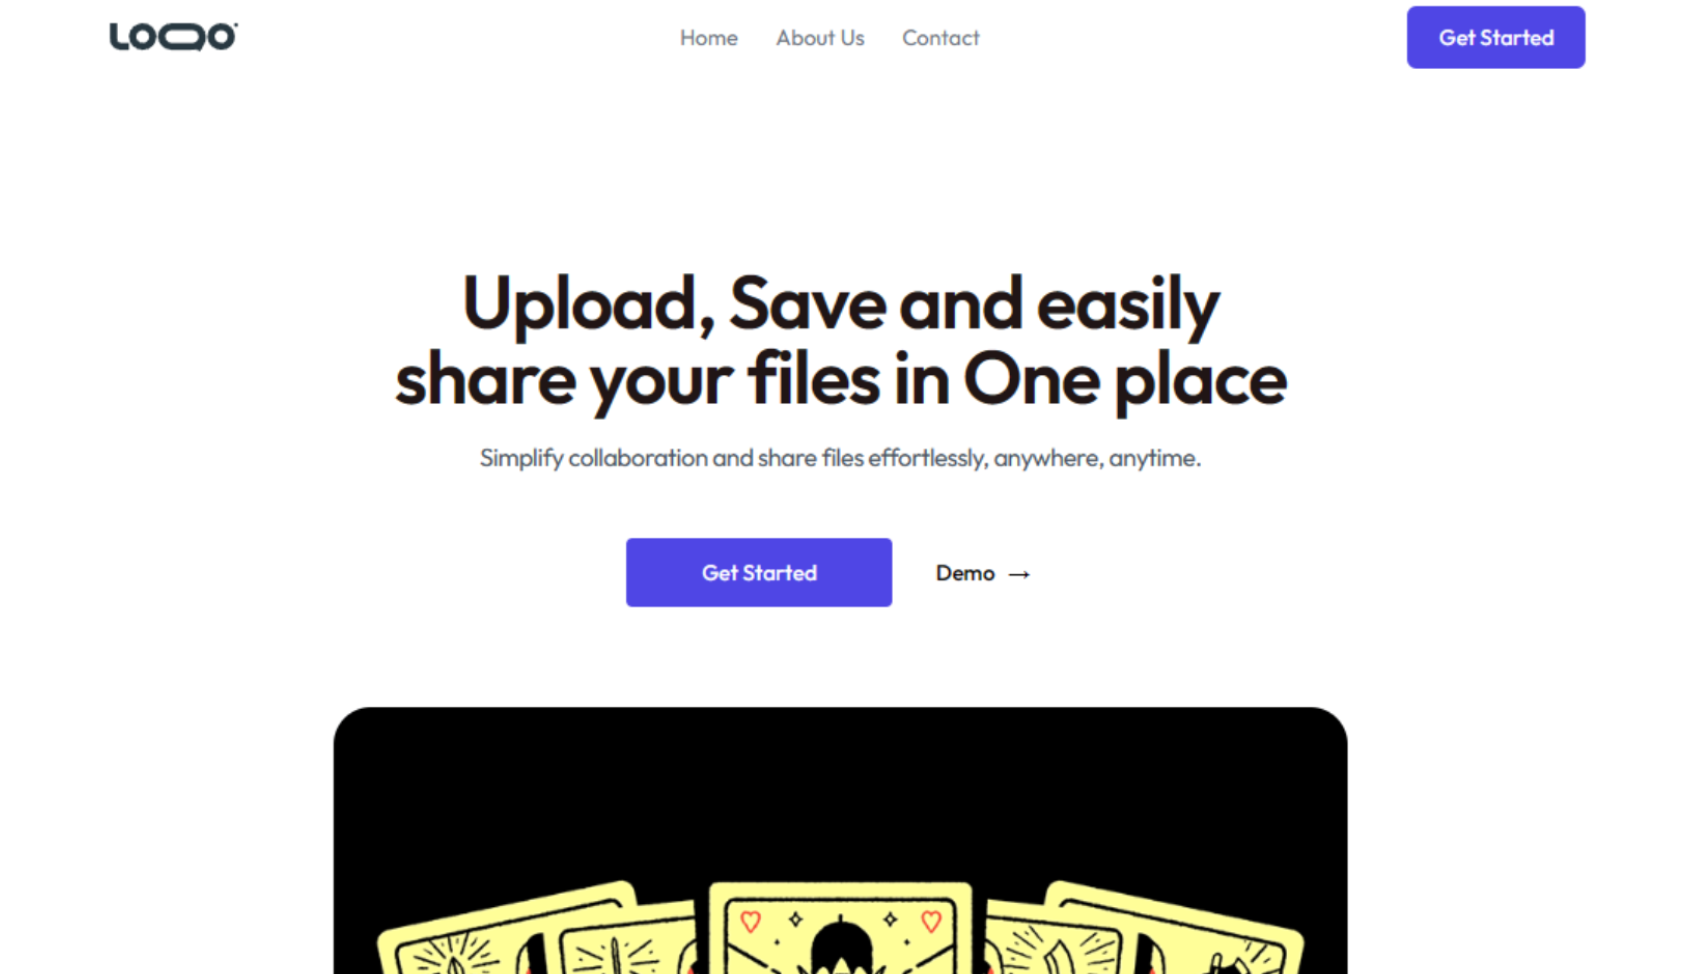 LOQO
Home About Us Contact
Get Started
Upload, Save and easily
share your files in One place
Simplify collaboration and share files effortlessly, anywhere, anytime.
Get Started
Demo →